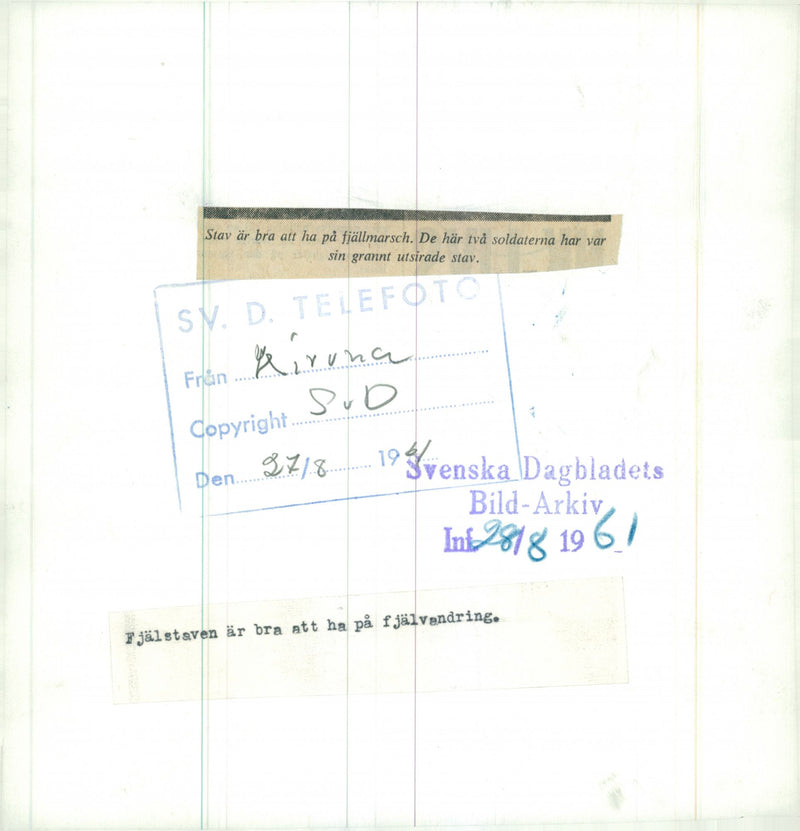 Stav är bra att ha på fjällmarsch. De här två soldaterna har var
sin grannt utsirade stav.
SV. D. TELEFOTO
Från Kiruna
Copyright SvD
Den 27/8 1961
Svenska Dagbladets
Bild-Arkiv
Inf. 28/8 1961
Fjälstaven är bra att ha på fjälvandring.